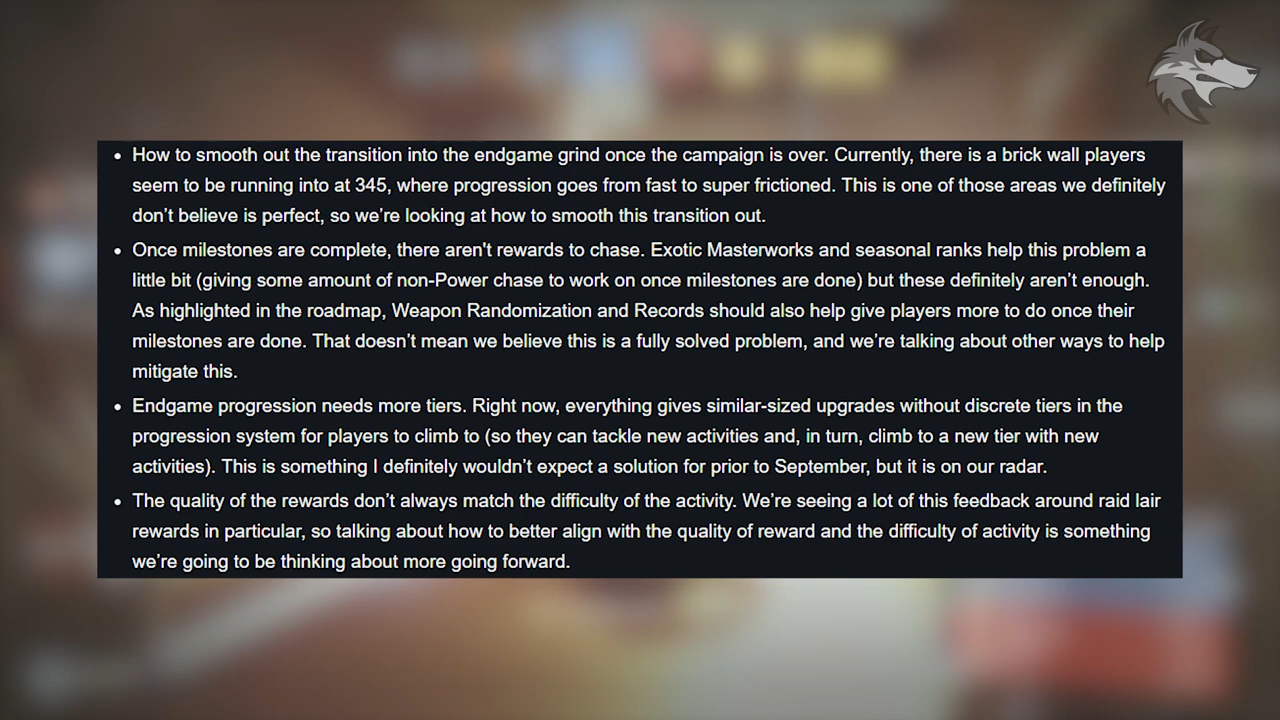 • How to smooth out the transition into the endgame grind once the campaign is over. Currently, there is a brick wall players
seem to be running into at 345, where progression goes from fast to super frictioned. This is one of those areas we definitely
don’t believe is perfect, so we’re looking at how to smooth this transition out.
• Once milestones are complete, there aren't rewards to chase. Exotic Masterworks and seasonal ranks help this problem a
little bit (giving some amount of non-Power chase to work on once milestones are done) but these definitely aren’t enough.
As highlighted in the roadmap, Weapon Randomization and Records should also help give players more to do once their
milestones are done. That doesn’t mean we believe this is a fully solved problem, and we’re talking about other ways to help
mitigate this.
• Endgame progression needs more tiers. Right now, everything gives similar-sized upgrades without discrete tiers in the
progression system for players to climb to (so they can tackle new activities and, in turn, climb to a new tier with new
activities). This is something I definitely wouldn’t expect a solution for prior to September, but it is on our radar.
• The quality of the rewards don’t always match the difficulty of the activity. We’re seeing a lot of this feedback around raid lair
rewards in particular, so talking about how to better align with the quality of reward and the difficulty of activity is something
we’re going to be thinking about more going forward.